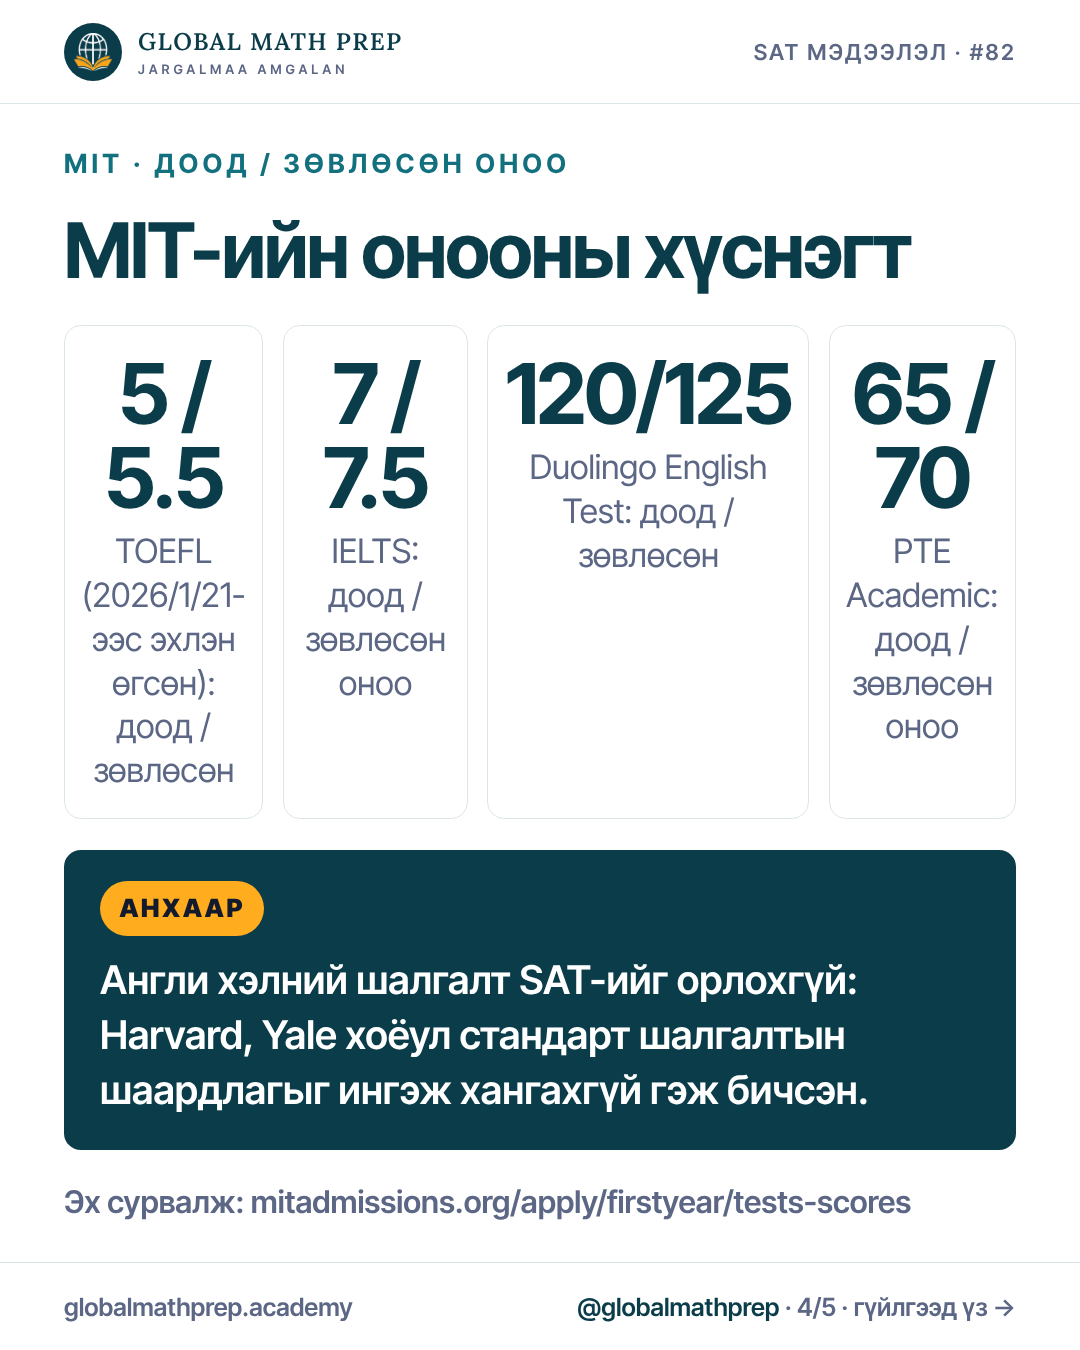 GLOBAL MATH PREP
JARGALMAA AMGALAN
SAT МЭДЭЭЛЭЛ · #82
MIT · ДООД / ЗӨВЛӨСӨН ОНОО
MIT-ийн онооны хүснэгт
5 /
5.5
TOEFL
(2026/1/21-
ээс эхлэн
өгсөн):
доод /
зөвлөсөн
7 /
7.5
IELTS:
доод /
зөвлөсөн
оноо
120/125
Duolingo English
Test: доод /
зөвлөсөн
65 /
70
PTE
Academic:
доод /
зөвлөсөн
оноо
АНХААР
Англи хэлний шалгалт SAT-ийг орлохгүй:
Harvard, Yale хоёул стандарт шалгалтын
шаардлагыг ингэж хангахгүй гэж бичсэн.
Эх сурвалж: mitadmissions.org/apply/firstyear/tests-scores
globalmathprep.academy
@globalmathprep · 4/5 · гүйлгээд үз →